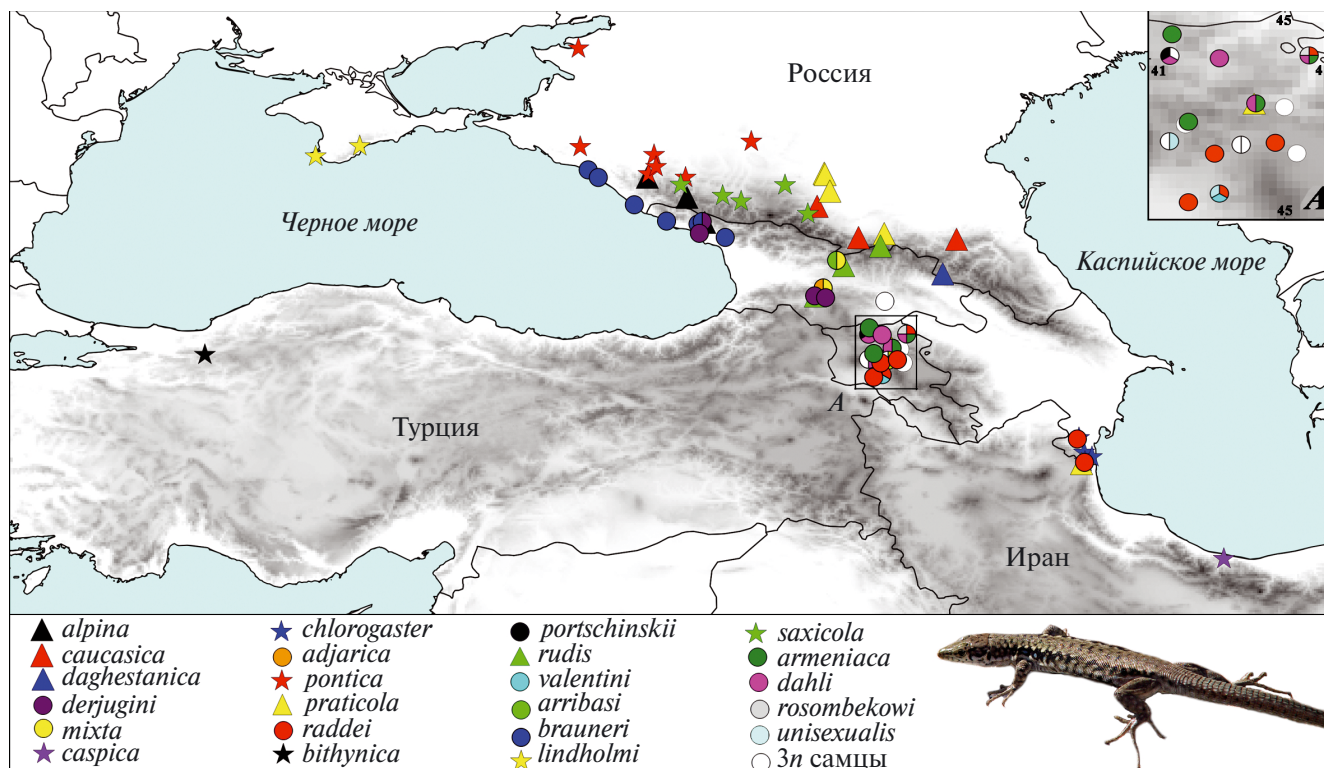 45
41
4
Россия
Черное море
Каспийское море
45
A
A
Турция
Иран
alpina
caucasica
daghestanica
derjugini
mixta
caspica
chlorogaster
adjarica
pontica
praticola
raddei
bithynica
portschinskii
rudis
valentini
arribasi
brauneri
lindholmi
saxicola
armeniaca
dahli
rosombekowi
unisexualis
3n самцы